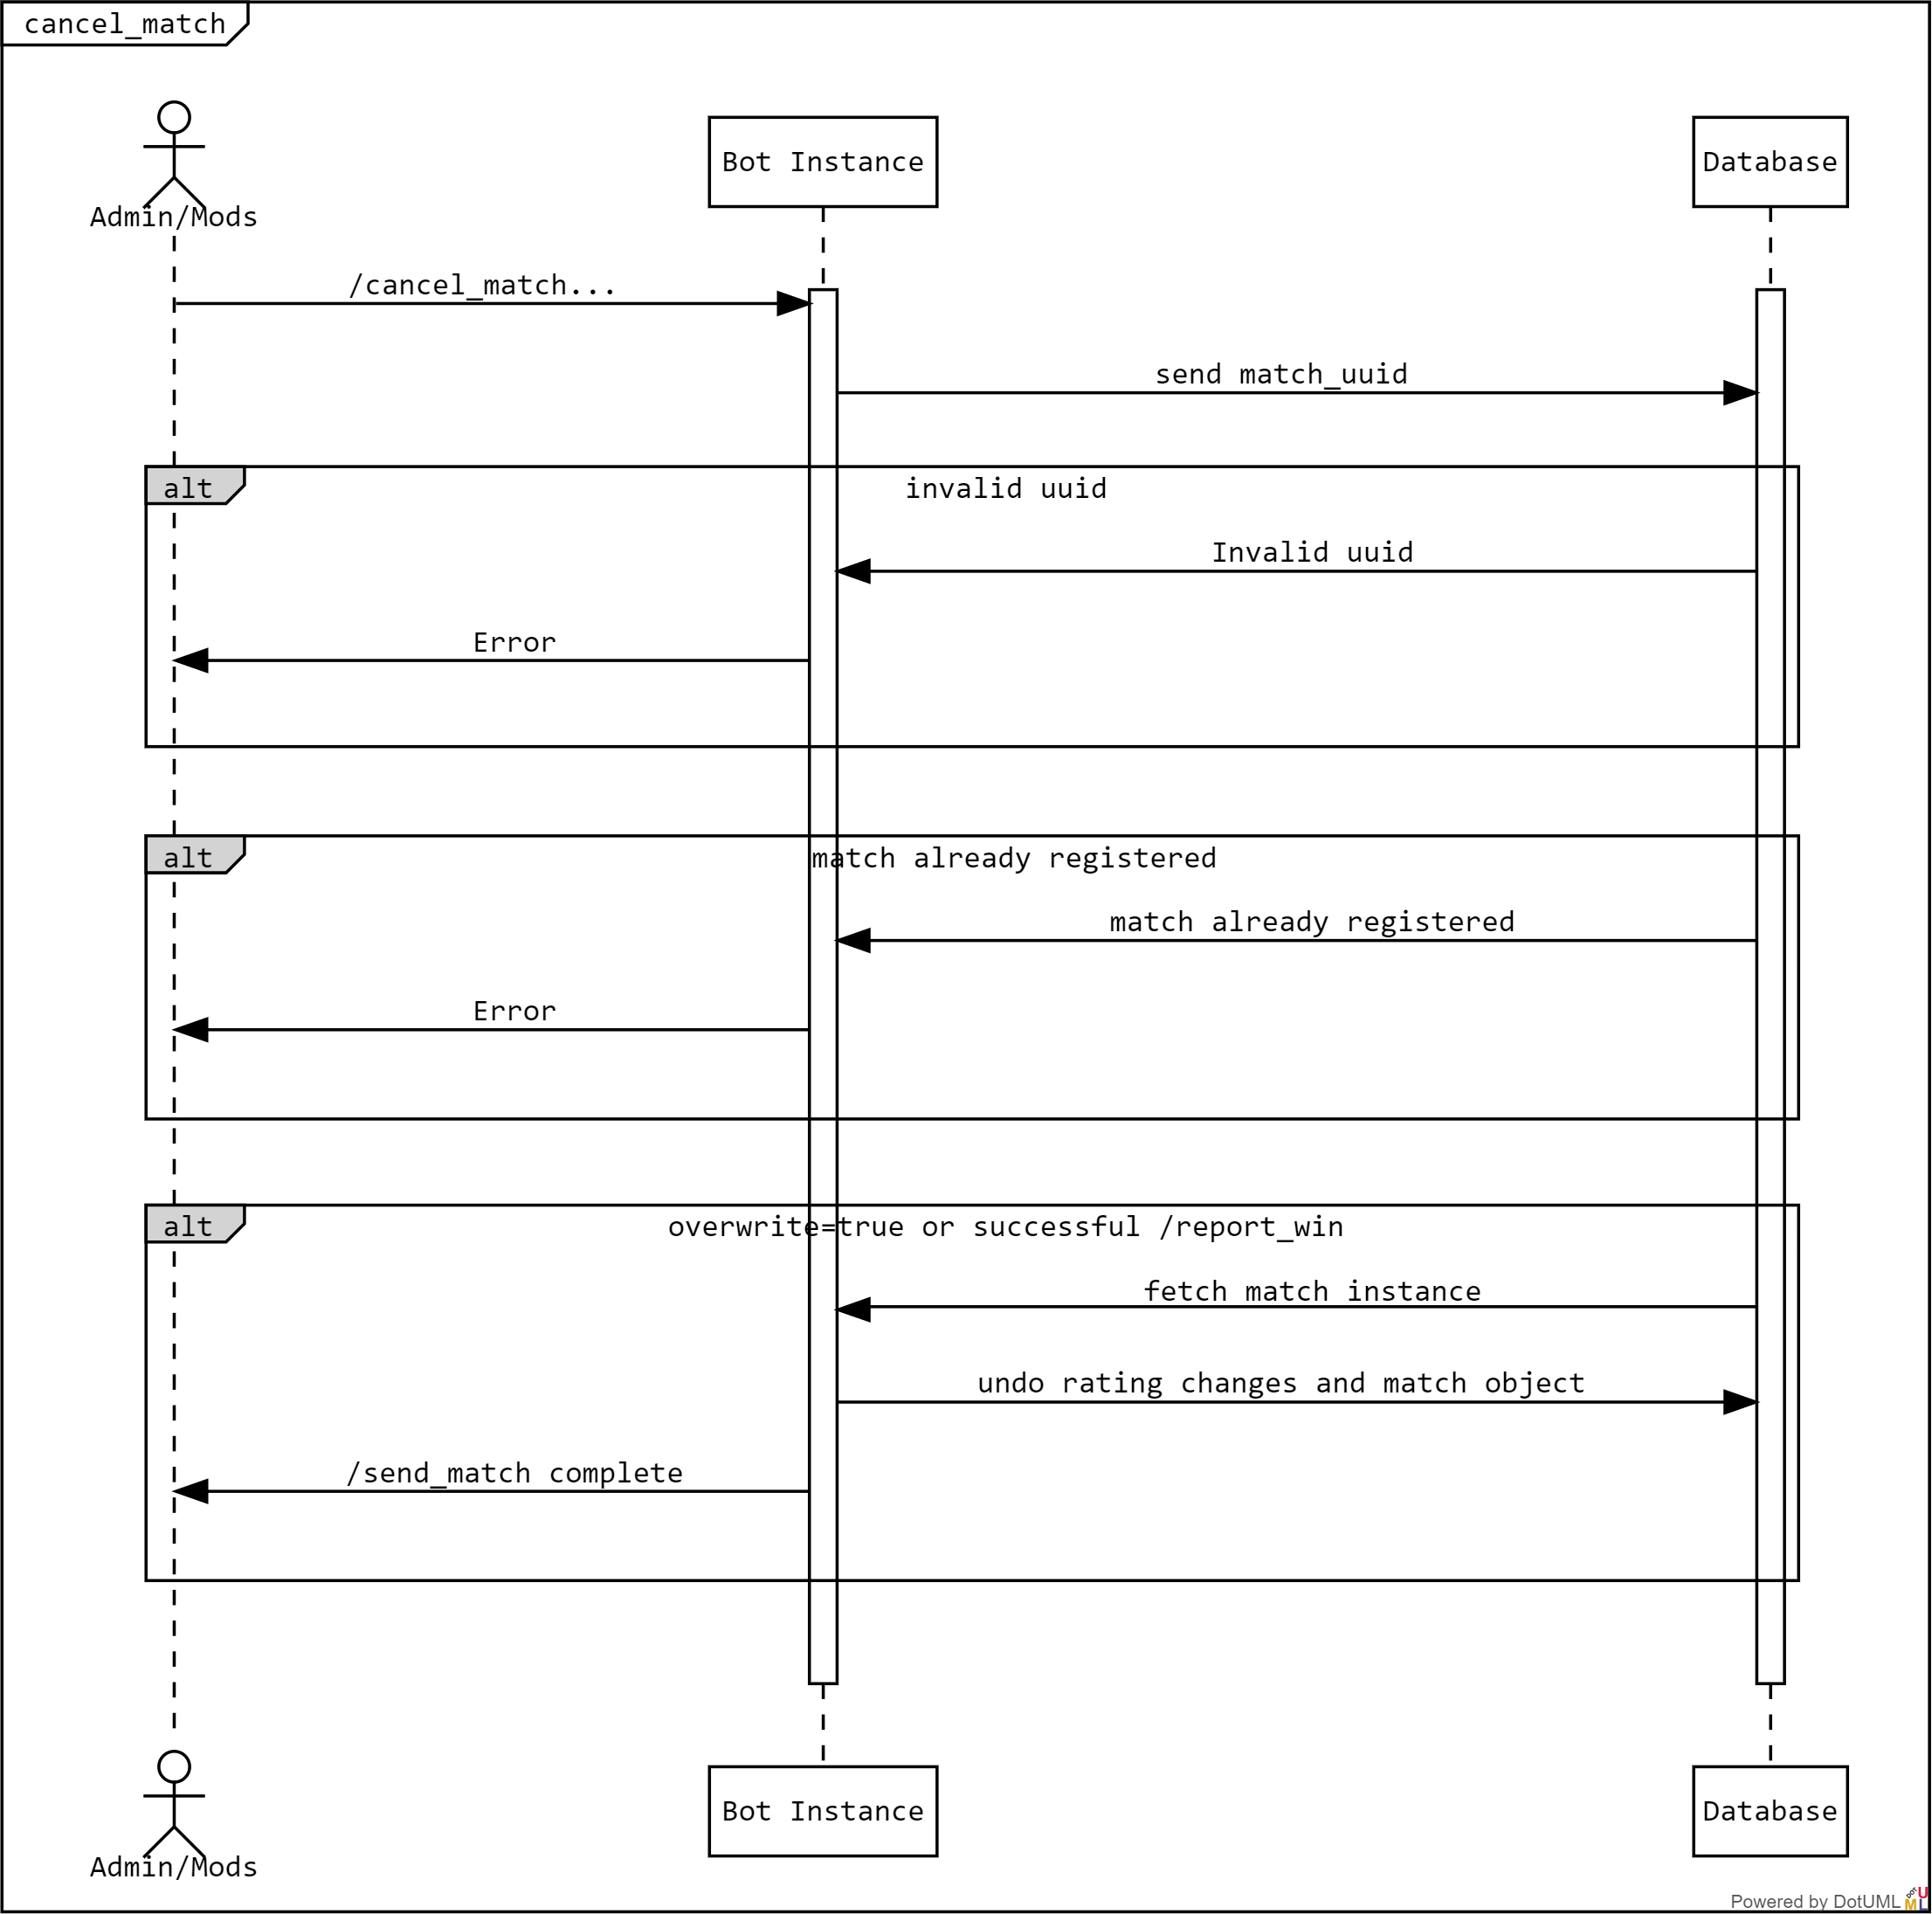 cancel_match
Admin/Mods
Bot Instance
Database
/cancel_match...
send match_uuid
alt
invalid uuid
Invalid uuid
Error
alt
match already registered
match already registered
Error
alt
overwrite=true or successful /report_win
fetch match instance
undo rating changes and match object
/send_match complete
Admin/Mods
Bot Instance
Database
Powered by DotUML
DOT
U
M
L